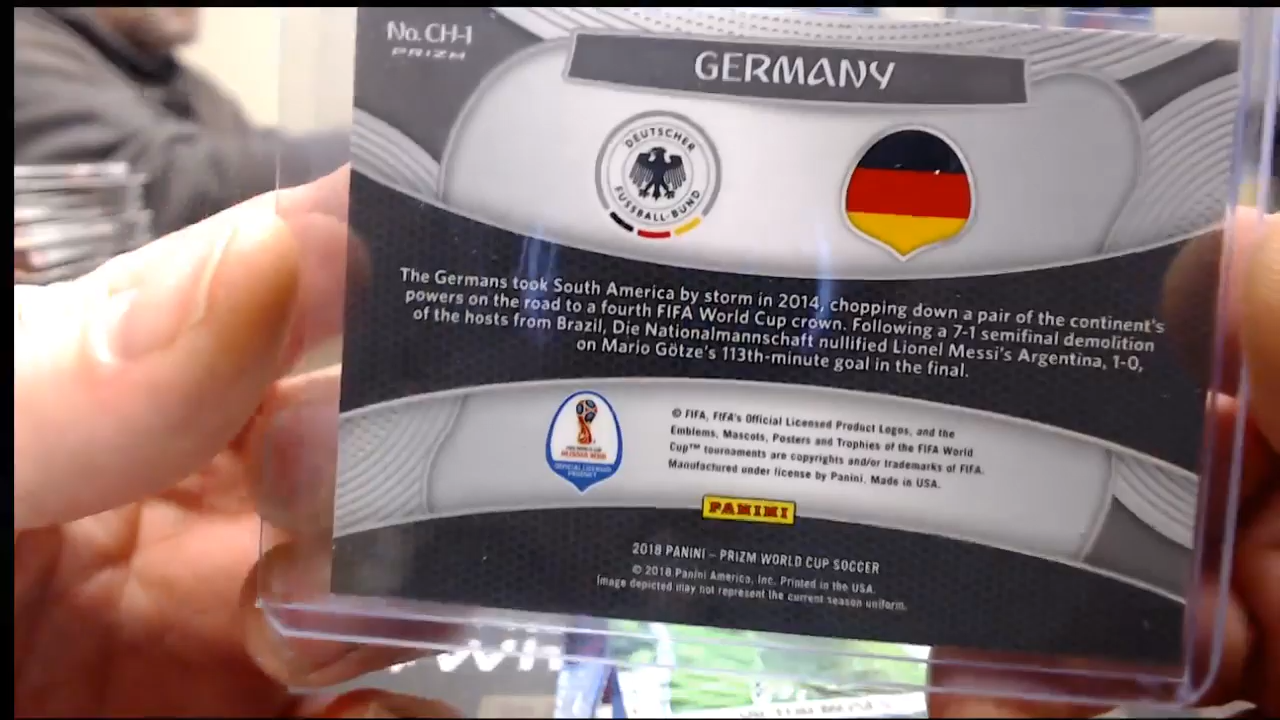 No. CH-1
PRIZM
GERMANY
DEUTSCHER
FUSSBALL-BUND
The Germans took South America by storm in 2014, chopping down a pair of the continent's
powers on the road to a fourth FIFA World Cup crown. Following a 7-1 semifinal demolition
of the hosts from Brazil, Die Nationalmannschaft nullified Lionel Messi's Argentina, 1-0,
on Mario Götze's 113th-minute goal in the final.
OFFICIAL LICENSED
PRODUCT
© FIFA, FIFA's Official Licensed Product Logos, and the
Emblems, Mascots, Posters and Trophies of the FIFA World
Cup™ tournaments are copyrights and/or trademarks of FIFA.
Manufactured under license by Panini. Made in USA.
PANINI
2018 PANINI – PRIZM WORLD CUP SOCCER
© 2018 Panini America, Inc. Printed in the USA.
Image depicted may not represent the current season uniform.